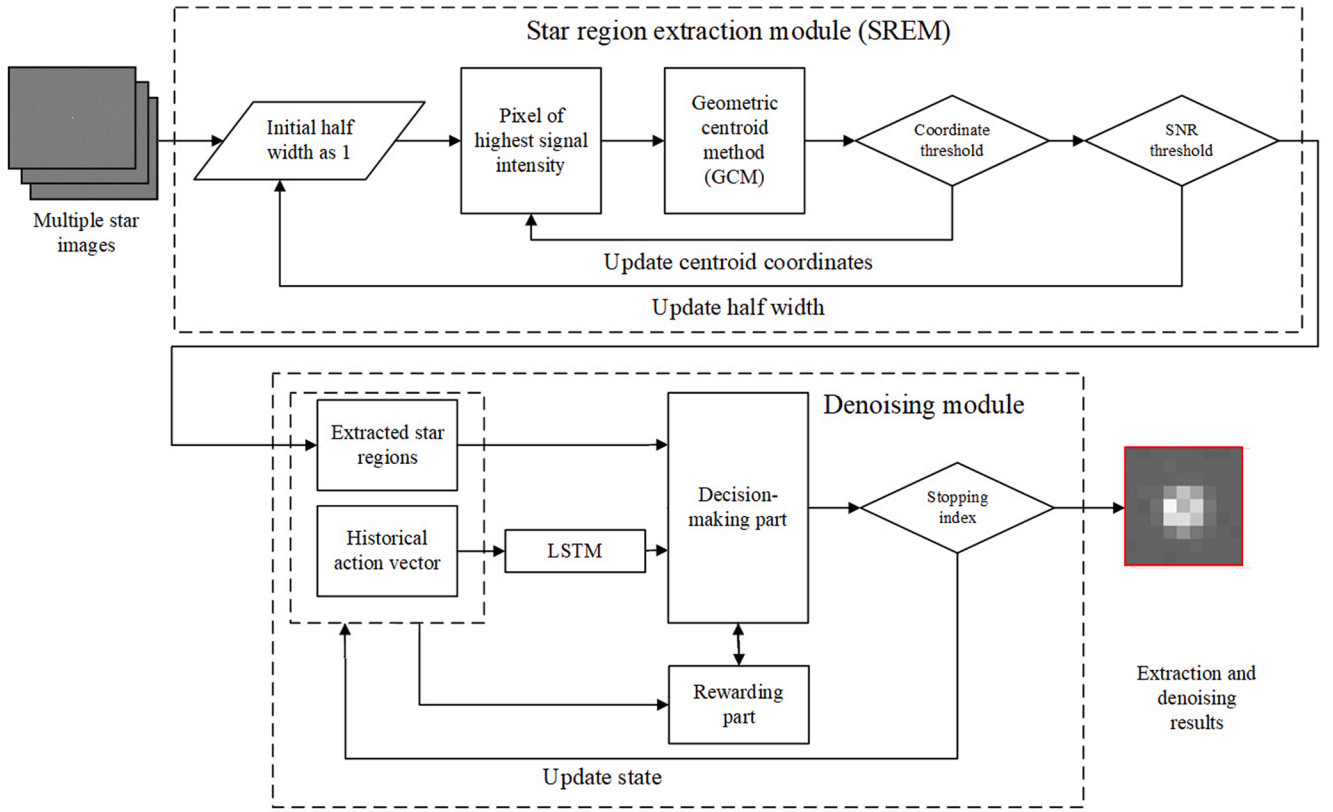 Star region extraction module (SREM)
Multiple star
images
Initial half
width as 1
Pixel of
highest signal
intensity
Geometric
centroid
method
(GCM)
Coordinate
threshold
SNR
threshold
Update centroid coordinates
Update half width
Denoising module
Extracted star
regions
Historical
action vector
LSTM
Decision-
making part
Stopping
index
Rewarding
part
Update state
Extraction and
denoising
results